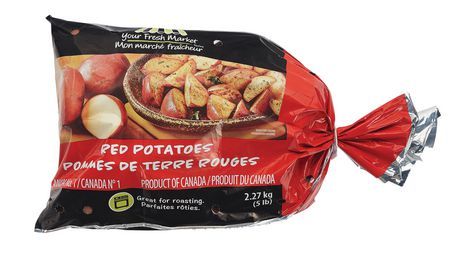 Your Fresh Market
Mon marché fraîcheur
RED POTATOES
POMMES DE TERRE ROUGES
CANADA N° 1
PRODUCT OF CANADA / PRODUIT DU CANADA
Great for roasting.
Parfaites rôties.
2.27 kg
(5 lb)